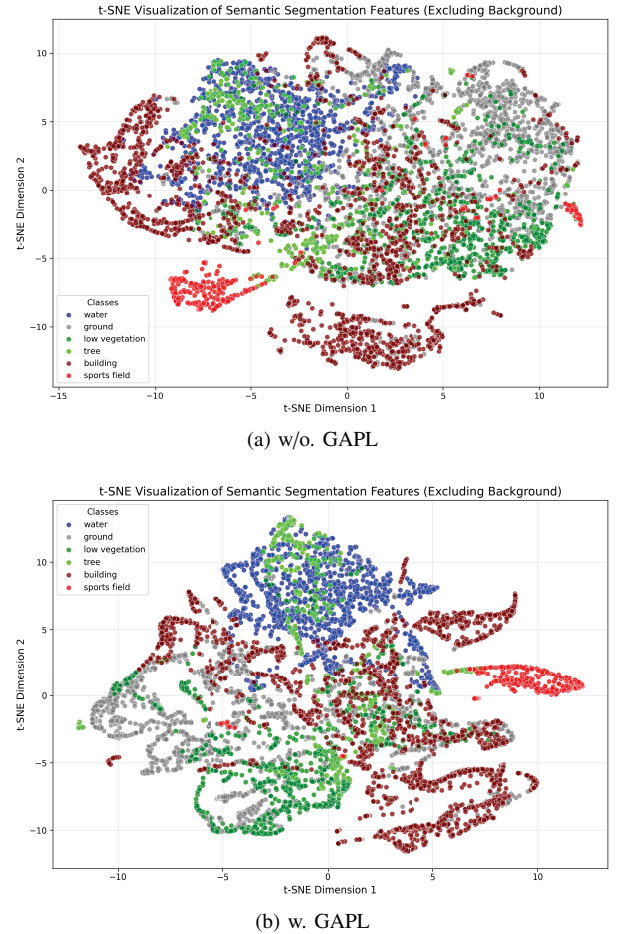 t-SNE Visualization of Semantic Segmentation Features (Excluding Background)
10
5
0
−5
−10
t-SNE Dimension 2
Classes
water
ground
low vegetation
tree
building
sports field
−15 −10 −5 0 5 10
t-SNE Dimension 1
(a) w/o. GAPL
t-SNE Visualization of Semantic Segmentation Features (Excluding Background)
Classes
water
ground
low vegetation
tree
building
sports field
10
5
0
−5
−10
t-SNE Dimension 2
−10 −5 0 5 10
t-SNE Dimension 1
(b) w. GAPL